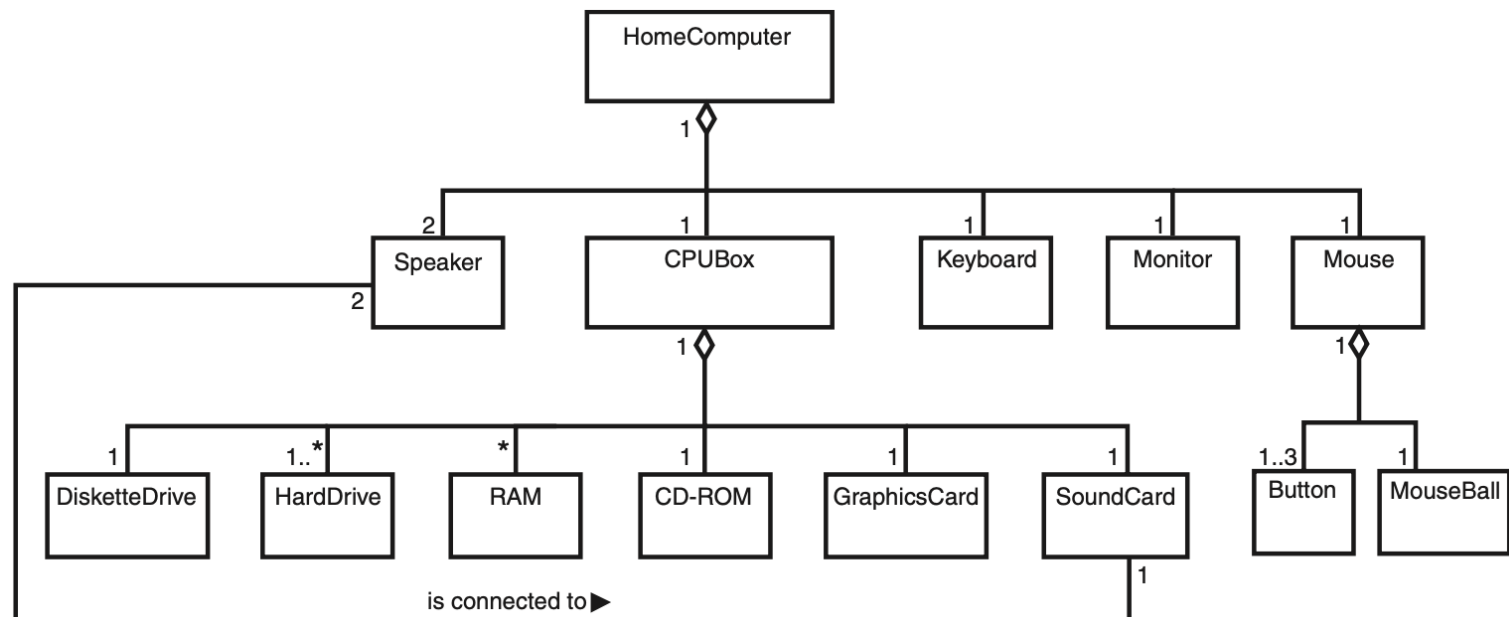 HomeComputer
1
2 1 1 1 1
Speaker CPUBox Keyboard Monitor Mouse
2
1 1
1 1..* * 1 1 1 1..3 1
DisketteDrive HardDrive RAM CD-ROM GraphicsCard SoundCard Button MouseBall
1
is connected to ▶